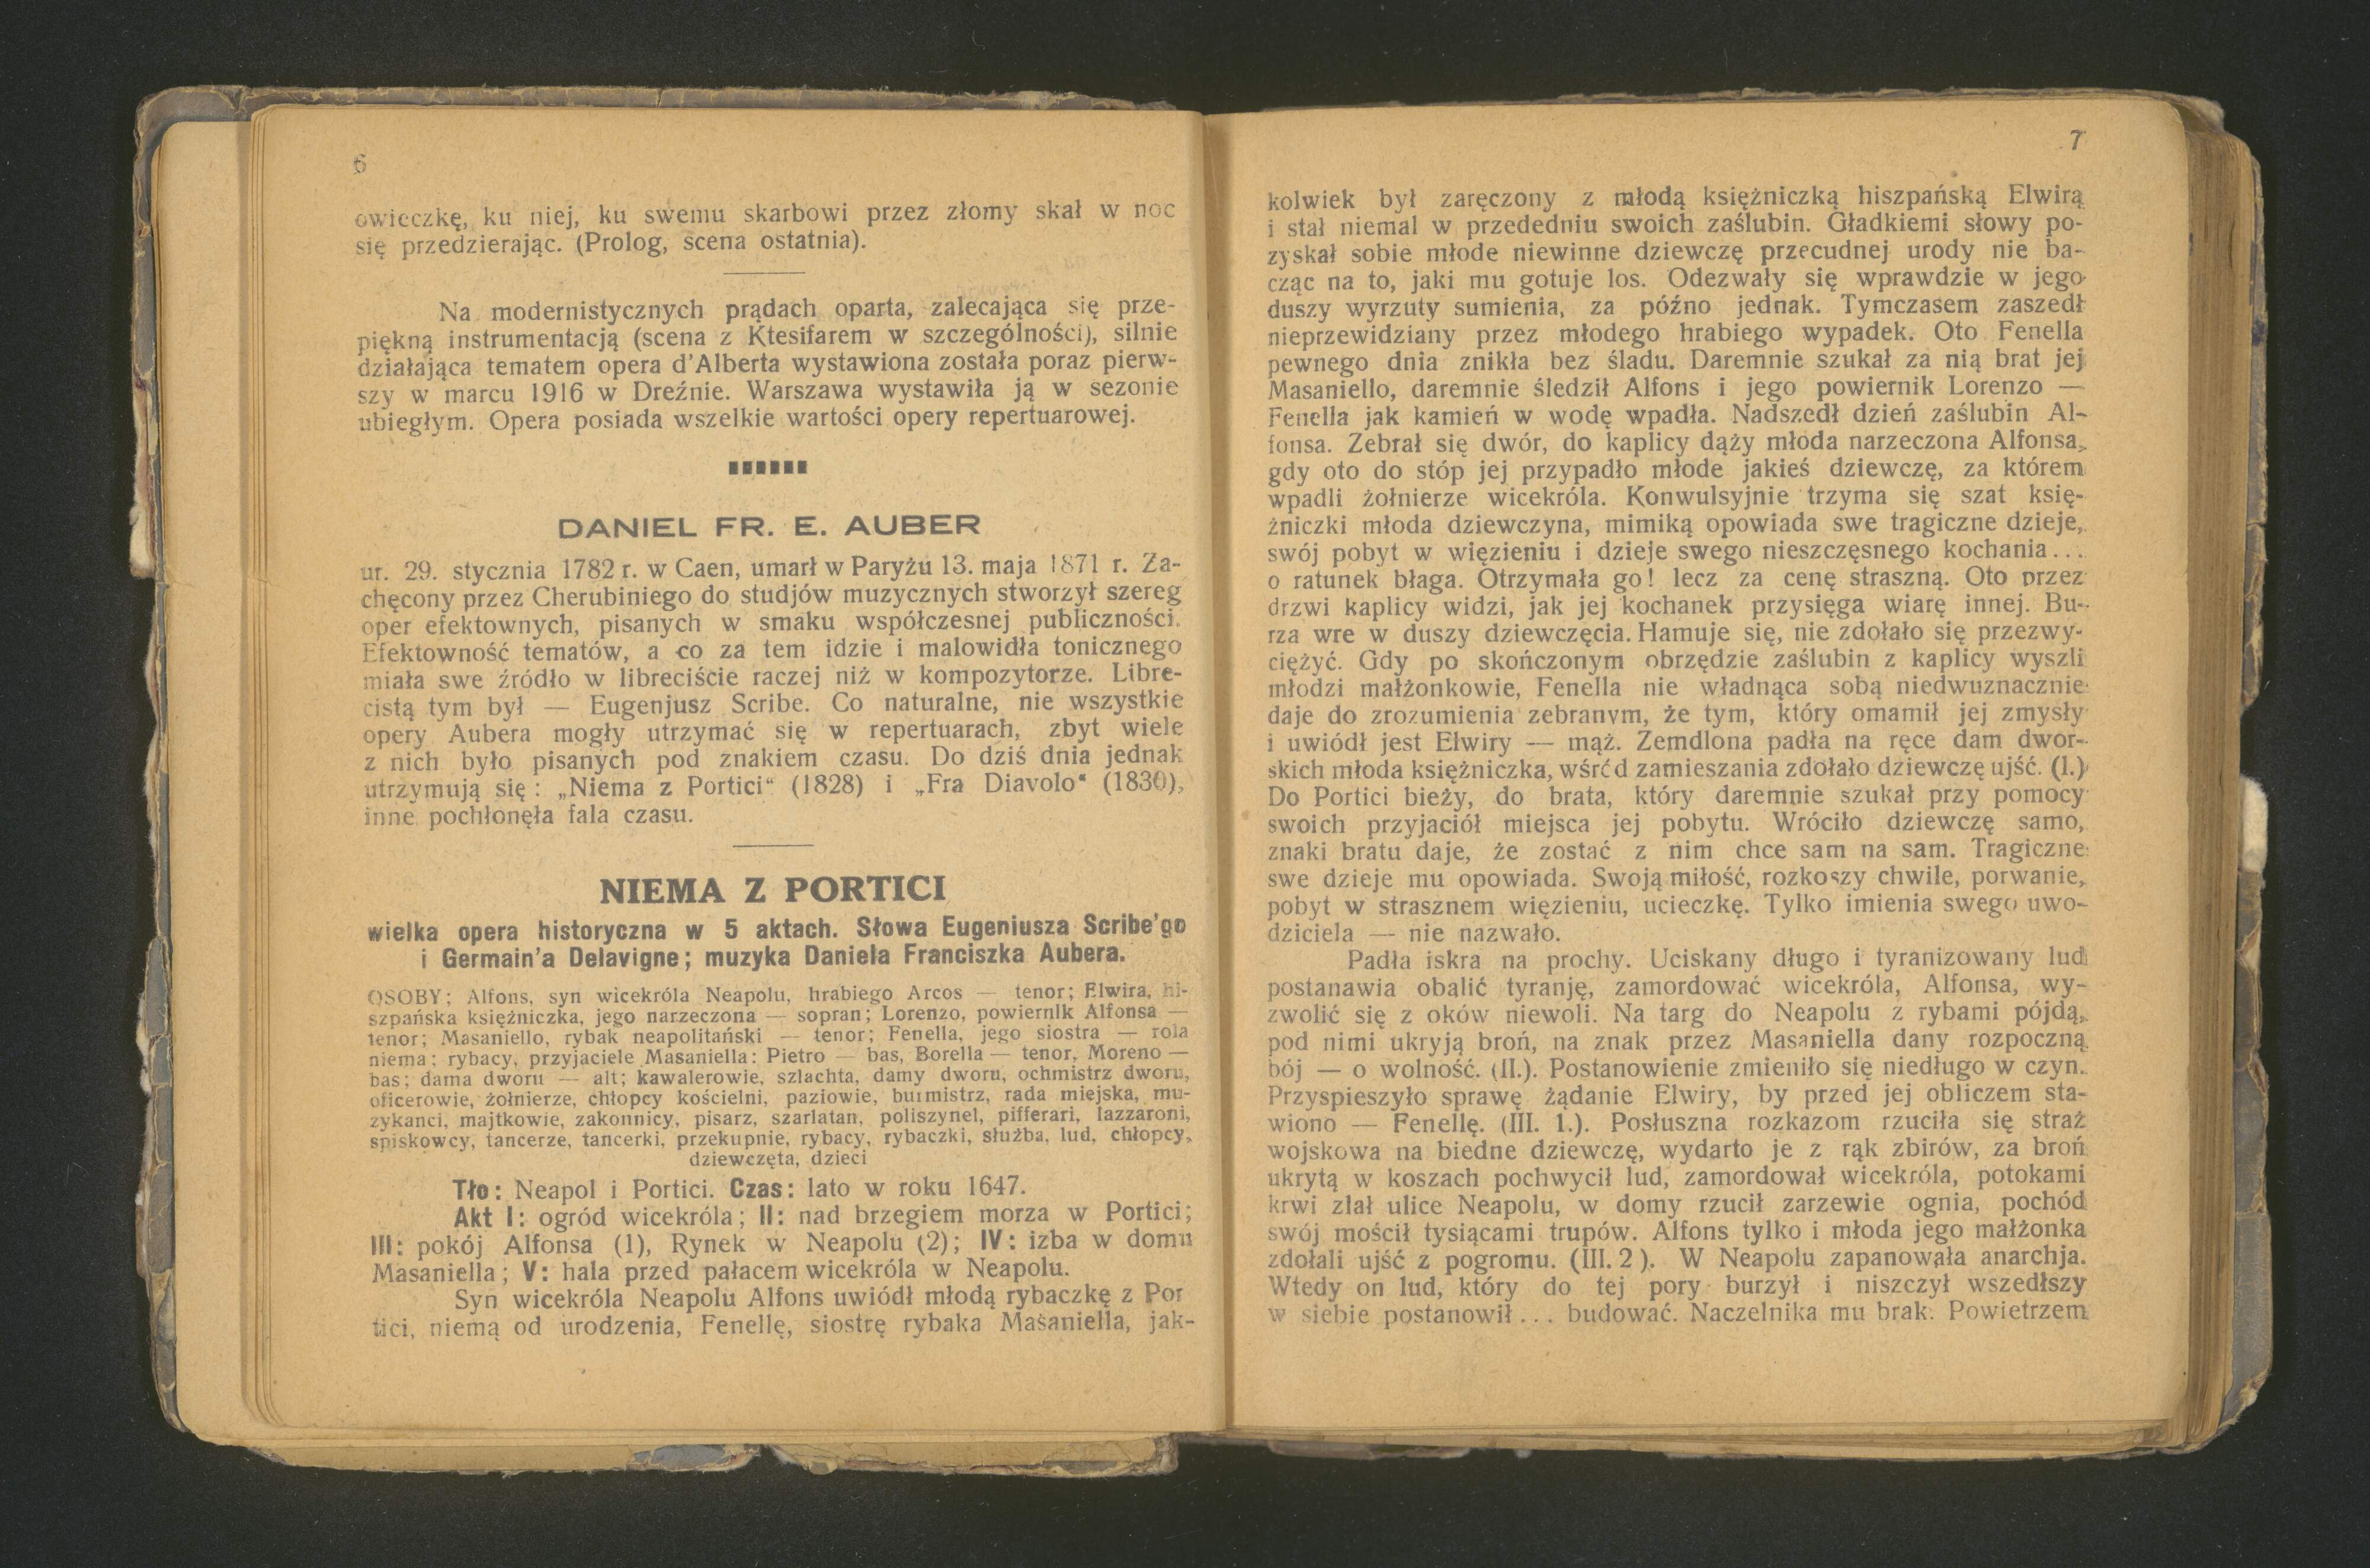 6
owieczkę, ku niej, ku swemu skarbowi przez złomy skał w noc
się przedzierając. (Prolog, scena ostatnia).
Na modernistycznych prądach oparta, zalecająca się prze-
piękną instrumentacją (scena z Ktesifarem w szczególności), silnie
działająca tematem opera d'Alberta wystawiona została poraz pierw-
szy w marcu 1916 w Dreźnie. Warszawa wystawiła ją w sezonie
ubiegłym. Opera posiada wszelkie wartości opery repertuarowej.
DANIEL FR. E. AUBER
ur. 29. stycznia 1782 r. w Caen, umarł w Paryżu 13. maja 1871 r. Za-
chęcony przez Cherubiniego do studjów muzycznych stworzył szereg
oper efektownych, pisanych w smaku współczesnej publiczności.
Efektowność tematów, a co za tem idzie i malowidła tonicznego
miała swe źródło w libreciście raczej niż w kompozytorze. Libre-
cistą tym był — Eugenjusz Scribe. Co naturalne, nie wszystkie
opery Aubera mogły utrzymać się w repertuarach, zbyt wiele
z nich było pisanych pod znakiem czasu. Do dziś dnia jednak
utrzymują się: „Niema z Portici“ (1828) i „Fra Diavolo“ (1830),
inne pochłonęła fala czasu.
NIEMA Z PORTICI
wielka opera historyczna w 5 aktach. Słowa Eugeniusza Scribe'go
i Germain'a Delavigne; muzyka Daniela Franciszka Aubera.
OSOBY; Alfons, syn wicekróla Neapolu, hrabiego Arcos — tenor; Elwira, hi-
szpańska księżniczka, jego narzeczona — sopran; Lorenzo, powiernik Alfonsa —
tenor; Masaniello, rybak neapolitański — tenor; Fenella, jego siostra — rola
niema; rybacy, przyjaciele Masaniella: Pietro — bas, Borella — tenor, Moreno —
bas; dama dworu — alt; kawalerowie, szlachta, damy dworu, ochmistrz dworu,
oficerowie, żołnierze, chłopcy kościelni, paziowie, burmistrz, rada miejska, mu-
zykanci, majtkowie, zakonnicy, pisarz, szarlatan, poliszynel, pifferari, lazzaroni,
spiskowcy, tancerze, tancerki, przekupnie, rybacy, rybaczki, służba, lud, chłopcy,
dziewczęta, dzieci
Tło: Neapol i Portici. Czas: lato w roku 1647.
Akt I: ogród wicekróla; II: nad brzegiem morza w Portici;
III: pokój Alfonsa (1), Rynek w Neapolu (2); IV: izba w domu
Masaniella; V: hala przed pałacem wicekróla w Neapolu.
Syn wicekróla Neapolu Alfons uwiódł młodą rybaczkę z Por
tici, niemą od urodzenia, Fenellę, siostrę rybaka Masaniella, jak-
7
kolwiek był zaręczony z młodą księżniczką hiszpańską Elwirą
i stał niemal w przededniu swoich zaślubin. Gładkiemi słowy po-
zyskał sobie młode niewinne dziewczę przecudnej urody nie ba-
cząc na to, jaki mu gotuje los. Odezwały się wprawdzie w jego
duszy wyrzuty sumienia, za późno jednak. Tymczasem zaszedł
nieprzewidziany przez młodego hrabiego wypadek. Oto Fenella
pewnego dnia znikła bez śladu. Daremnie szukał za nią brat jej
Masaniello, daremnie śledził Alfons i jego powiernik Lorenzo —
Fenella jak kamień w wodę wpadła. Nadszedł dzień zaślubin Al-
fonsa. Zebrał się dwór, do kaplicy dąży młoda narzeczona Alfonsa,
gdy oto do stóp jej przypadło młode jakieś dziewczę, za którem
wpadli żołnierze wicekróla. Konwulsyjnie trzyma się szat księ-
żniczki młoda dziewczyna, mimiką opowiada swe tragiczne dzieje,
swój pobyt w więzieniu i dzieje swego nieszczęsnego kochania...
o ratunek błaga. Otrzymała go! lecz za cenę straszną. Oto przez
drzwi kaplicy widzi, jak jej kochanek przysięga wiarę innej. Bu-
rza wre w duszy dziewczęcia. Hamuje się, nie zdołało się przezwy-
ciężyć. Gdy po skończonym obrzędzie zaślubin z kaplicy wyszli
młodzi małżonkowie, Fenella nie władnąca sobą niedwuznacznie
daje do zrozumienia zebranym, że tym, który omamił jej zmysły
i uwiódł jest Elwiry — mąż. Zemdlona padła na ręce dam dwor-
skich młoda księżniczka, wśród zamieszania zdołało dziewczę ujść. (I.)
Do Portici bieży, do brata, który daremnie szukał przy pomocy
swoich przyjaciół miejsca jej pobytu. Wróciło dziewczę samo,
znaki bratu daje, że zostać z nim chce sam na sam. Tragiczne
swe dzieje mu opowiada. Swoją miłość, rozkoszy chwile, porwanie,
pobyt w strasznem więzieniu, ucieczkę. Tylko imienia swego uwo-
dziciela — nie nazwało.
Padła iskra na prochy. Uciskany długo i tyranizowany lud
postanawia obalić tyranję, zamordować wicekróla, Alfonsa, wy-
zwolić się z oków niewoli. Na targ do Neapolu z rybami pójdą,
pod nimi ukryją broń, na znak przez Masaniella dany rozpoczną
bój — o wolność. (II.). Postanowienie zmieniło się niedługo w czyn.
Przyspieszyło sprawę żądanie Elwiry, by przed jej obliczem sta-
wiono — Fenellę. (III. 1.). Posłuszna rozkazom rzuciła się straż
wojskowa na biedne dziewczę, wydarto je z rąk zbirów, za broń
ukrytą w koszach pochwycił lud, zamordował wicekróla, potokami
krwi zlał ulice Neapolu, w domy rzucił zarzewie ognia, pochód
swój mościł tysiącami trupów. Alfons tylko i młoda jego małżonka
zdołali ujść z pogromu. (III. 2). W Neapolu zapanowała anarchja.
Wtedy on lud, który do tej pory burzył i niszczył wszedłszy
w siebie postanowił... budować. Naczelnika mu brak. Powietrzem